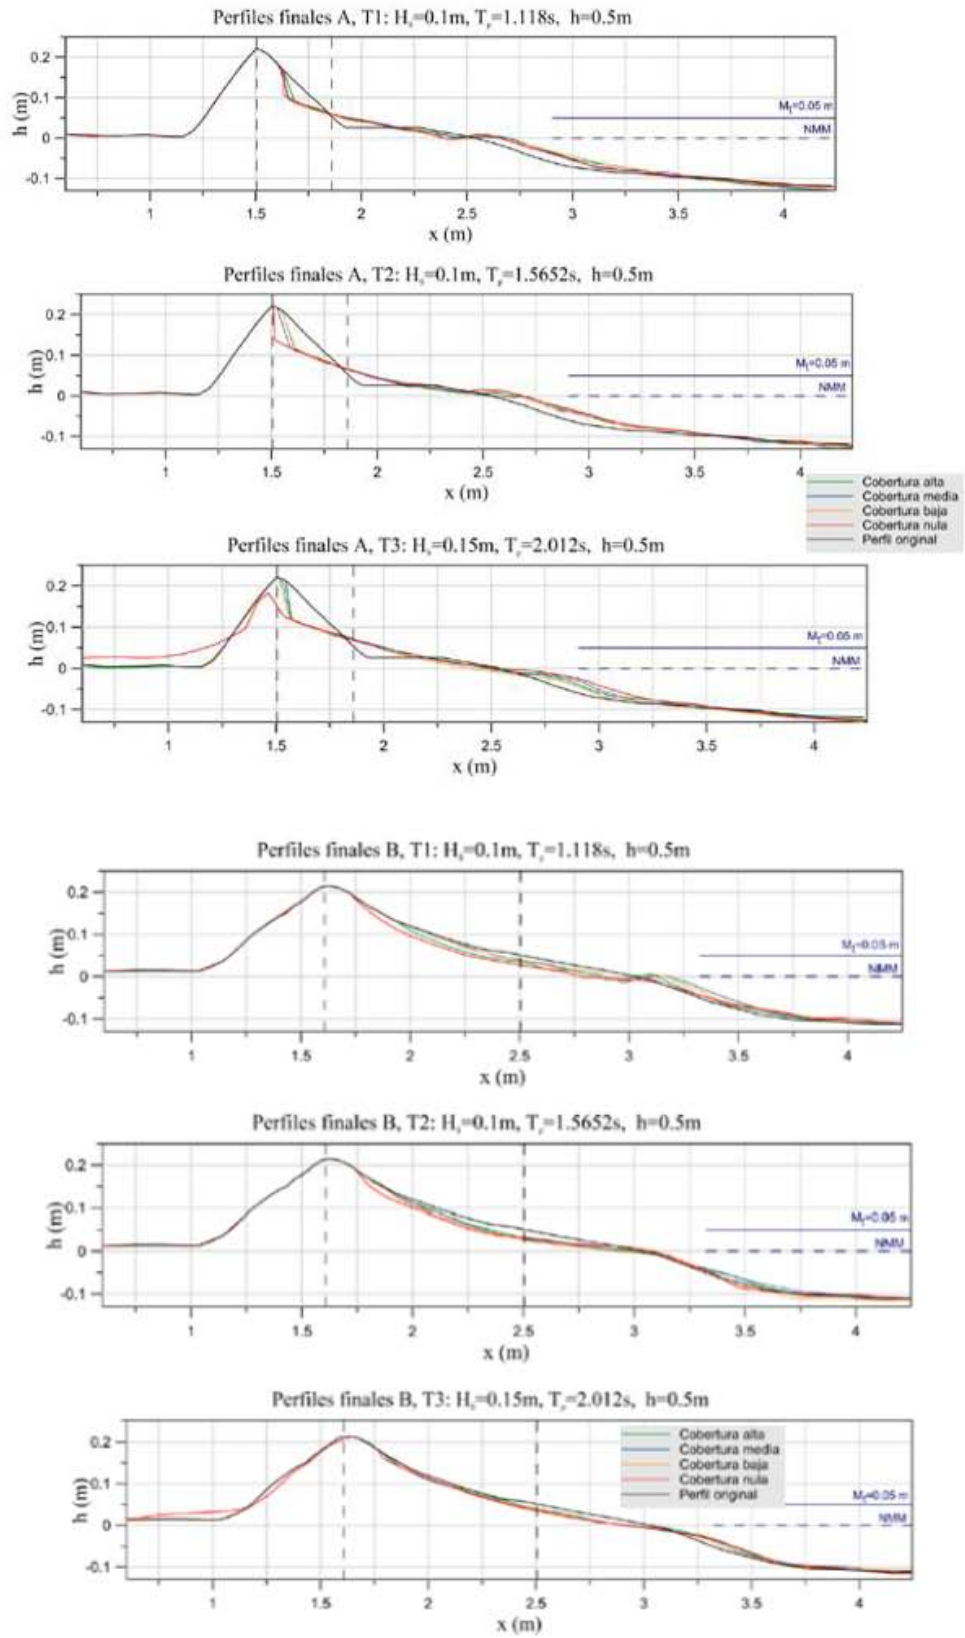 Perfiles finales A, T1: Hs=0.1m, Tp=1.118s, h=0.5m
0.2
0.1
0
-0.1
h (m)
Mt=0.05 m
NMM
1
1.5
2
2.5
3
3.5
4
x (m)
Perfiles finales A, T2: Hs=0.1m, Tp=1.5652s, h=0.5m
0.2
0.1
0
-0.1
h (m)
Mt=0.05 m
NMM
1
1.5
2
2.5
3
3.5
4
x (m)
Cobertura alta
Cobertura media
Cobertura baja
Cobertura nula
Perfil original
Perfiles finales A, T3: Hs=0.15m, Tp=2.012s, h=0.5m
0.2
0.1
0
-0.1
h (m)
Mt=0.05 m
NMM
1
1.5
2
2.5
3
3.5
4
x (m)
Perfiles finales B, T1: Hs=0.1m, Tp=1.118s, h=0.5m
0.2
0.1
0
-0.1
h (m)
Mt=0.05 m
NMM
1
1.5
2
2.5
3
3.5
4
x (m)
Perfiles finales B, T2: Hs=0.1m, Tp=1.5652s, h=0.5m
0.2
0.1
0
-0.1
h (m)
Mt=0.05 m
NMM
1
1.5
2
2.5
3
3.5
4
x (m)
Perfiles finales B, T3: Hs=0.15m, Tp=2.012s, h=0.5m
Cobertura alta
Cobertura media
Cobertura baja
Cobertura nula
Perfil original
0.2
0.1
0
-0.1
h (m)
Mt=0.05 m
NMM
1
1.5
2
2.5
3
3.5
4
x (m)